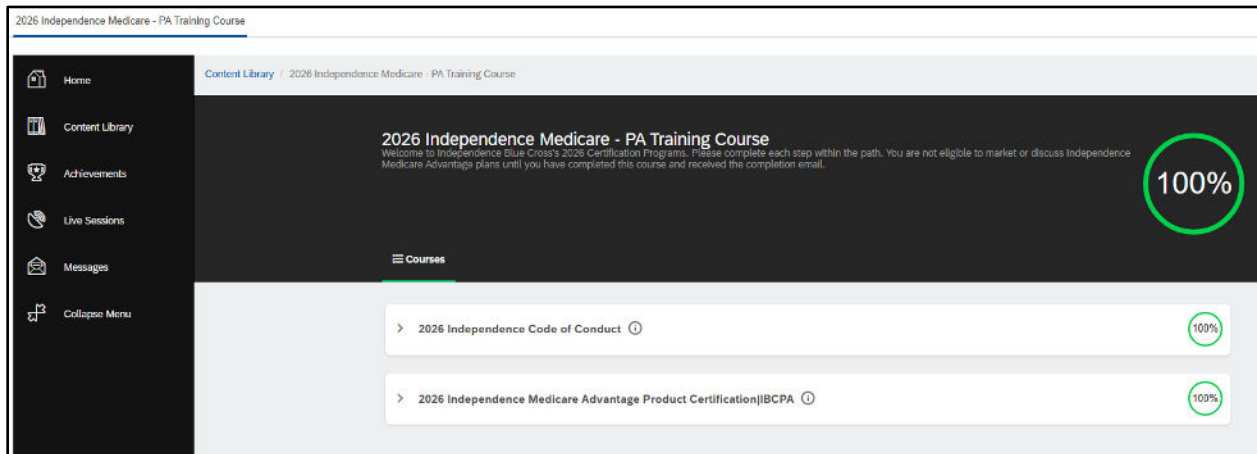 2026 Independence Medicare - PA Training Course
Home
Content Library
Achievements
Live Sessions
Messages
Collapse Menu
Content Library / 2026 Independence Medicare - PA Training Course
2026 Independence Medicare - PA Training Course
Welcome to Independence Blue Cross's 2026 Certification Programs. Please complete each step within the path. You are not eligible to market or discuss Independence
Medicare Advantage plans until you have completed this course and received the completion email.
100%
Courses
2026 Independence Code of Conduct
100%
2026 Independence Medicare Advantage Product Certification|IBCPA
100%